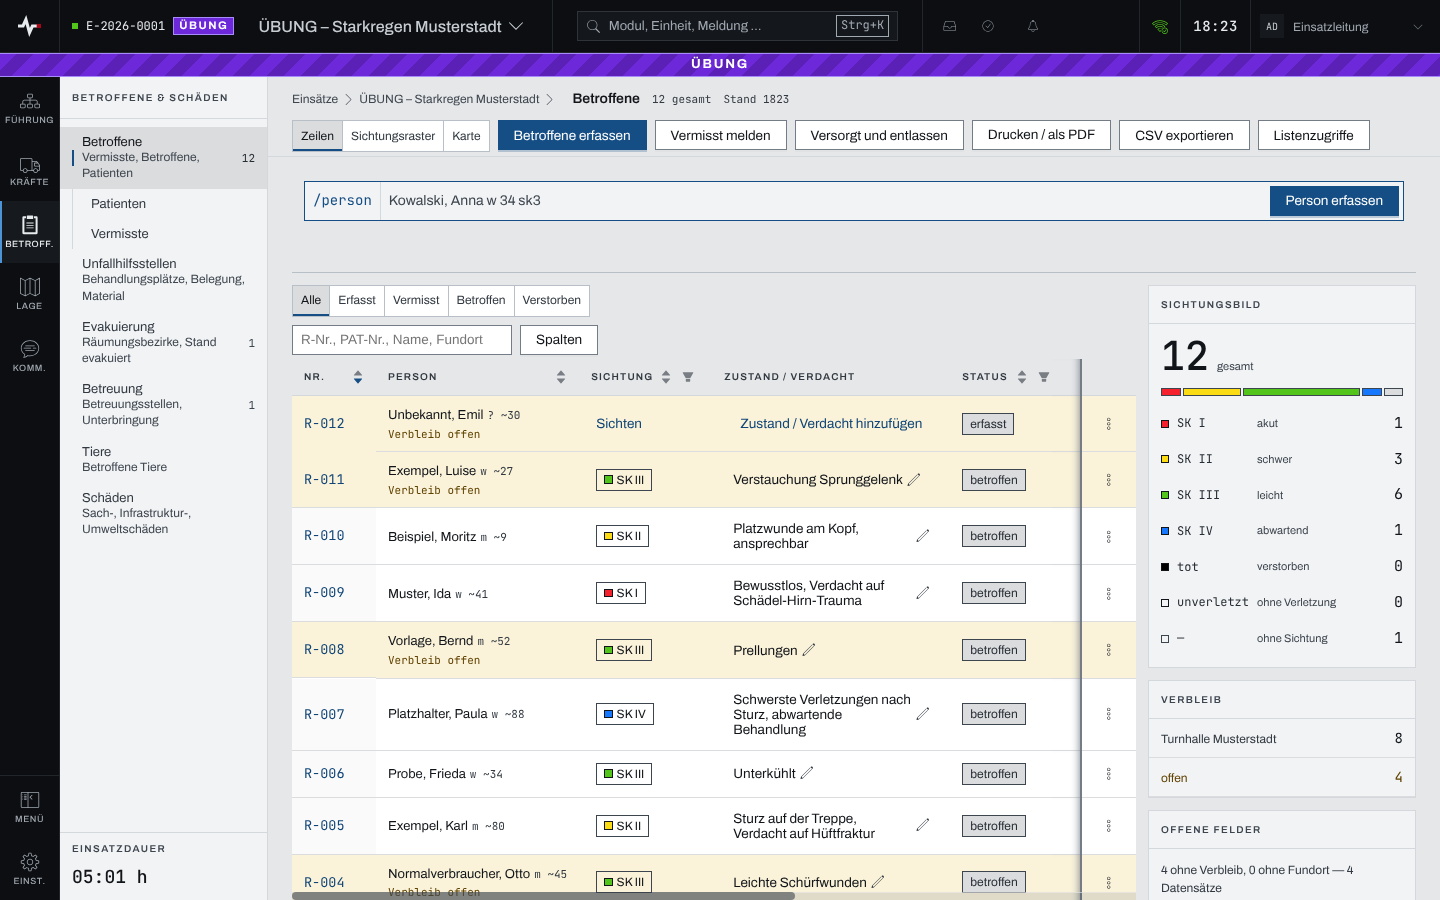 E-2026-0001 ÜBUNG ÜBUNG – Starkregen Musterstadt Modul, Einheit, Meldung ... Strg+K 18:23 AD Einsatzleitung
ÜBUNG
FÜHRUNG
KRÄFTE
BETROFF.
LAGE
KOMM.
MENÜ
EINST.
BETROFFENE & SCHÄDEN
Betroffene
Vermisste, Betroffene, 12
Patienten
Patienten
Vermisste
Unfallhilfsstellen
Behandlungsplätze, Belegung,
Material
Evakuierung
Räumungsbezirke, Stand 1
evakuiert
Betreuung
Betreuungsstellen, 1
Unterbringung
Tiere
Betroffene Tiere
Schäden
Sach-, Infrastruktur-,
Umweltschäden
EINSATZDAUER
05:01 h
Einsätze ÜBUNG – Starkregen Musterstadt Betroffene 12 gesamt Stand 1823
Zeilen Sichtungsraster Karte Betroffene erfassen Vermisst melden Versorgt und entlassen Drucken / als PDF CSV exportieren Listenzugriffe
/person Kowalski, Anna w 34 sk3 Person erfassen
Alle Erfasst Vermisst Betroffen Verstorben
R-Nr., PAT-Nr., Name, Fundort Spalten
NR. PERSON SICHTUNG ZUSTAND / VERDACHT STATUS
R-012 Unbekannt, Emil ? ~30 Sichten Zustand / Verdacht hinzufügen erfasst
Verbleib offen
R-011 Exempel, Luise w ~27 SK III Verstauchung Sprunggelenk betroffen
Verbleib offen
R-010 Beispiel, Moritz m ~9 SK II Platzwunde am Kopf, betroffen
ansprechbar
R-009 Muster, Ida w ~41 SK I Bewusstlos, Verdacht auf betroffen
Schädel-Hirn-Trauma
R-008 Vorlage, Bernd m ~52 SK III Prellungen betroffen
Verbleib offen
R-007 Platzhalter, Paula w ~88 SK IV Schwerste Verletzungen nach betroffen
Sturz, abwartende
Behandlung
R-006 Probe, Frieda w ~34 SK III Unterkühlt betroffen
R-005 Exempel, Karl m ~80 SK II Sturz auf der Treppe, betroffen
Verdacht auf Hüftfraktur
R-004 Normalverbraucher, Otto m ~45 SK III Leichte Schürfwunden betroffen
Verbleib offen
SICHTUNGSBILD
12 gesamt
SK I akut 1
SK II schwer 3
SK III leicht 6
SK IV abwartend 1
tot verstorben 0
unverletzt ohne Verletzung 0
– ohne Sichtung 1
VERBLEIB
Turnhalle Musterstadt 8
offen 4
OFFENE FELDER
4 ohne Verbleib, 0 ohne Fundort — 4
Datensätze